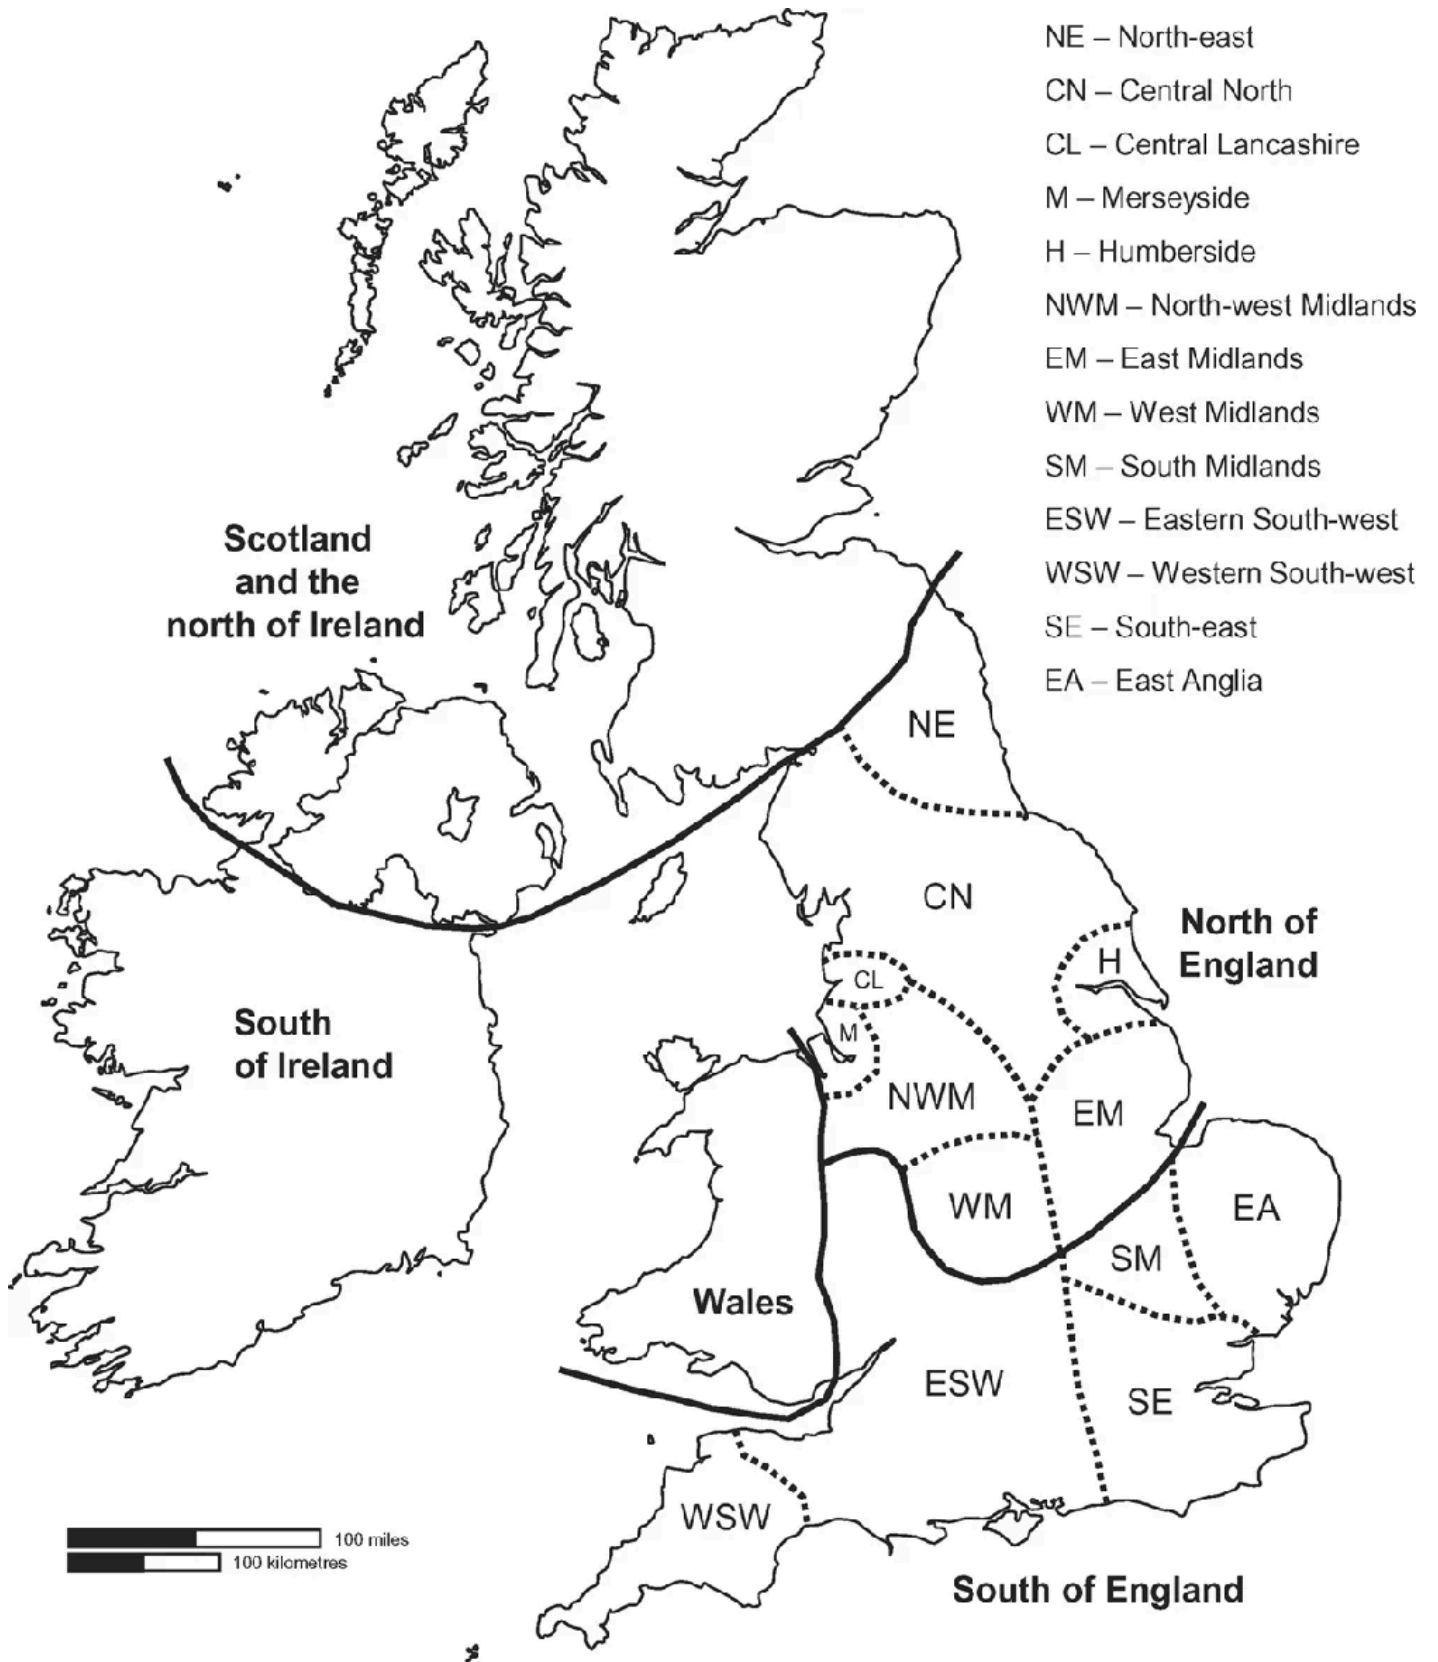 NE – North-east
CN – Central North
CL – Central Lancashire
M – Merseyside
H – Humberside
NWM – North-west Midlands
EM – East Midlands
WM – West Midlands
SM – South Midlands
ESW – Eastern South-west
WSW – Western South-west
SE – South-east
EA – East Anglia
Scotland
and the
north of Ireland
NE
CN
North of
England
H
CL
South
of Ireland
M
NWM
EM
WM
EA
SM
Wales
ESW
SE
WSW
100 miles
100 kilometres
South of England